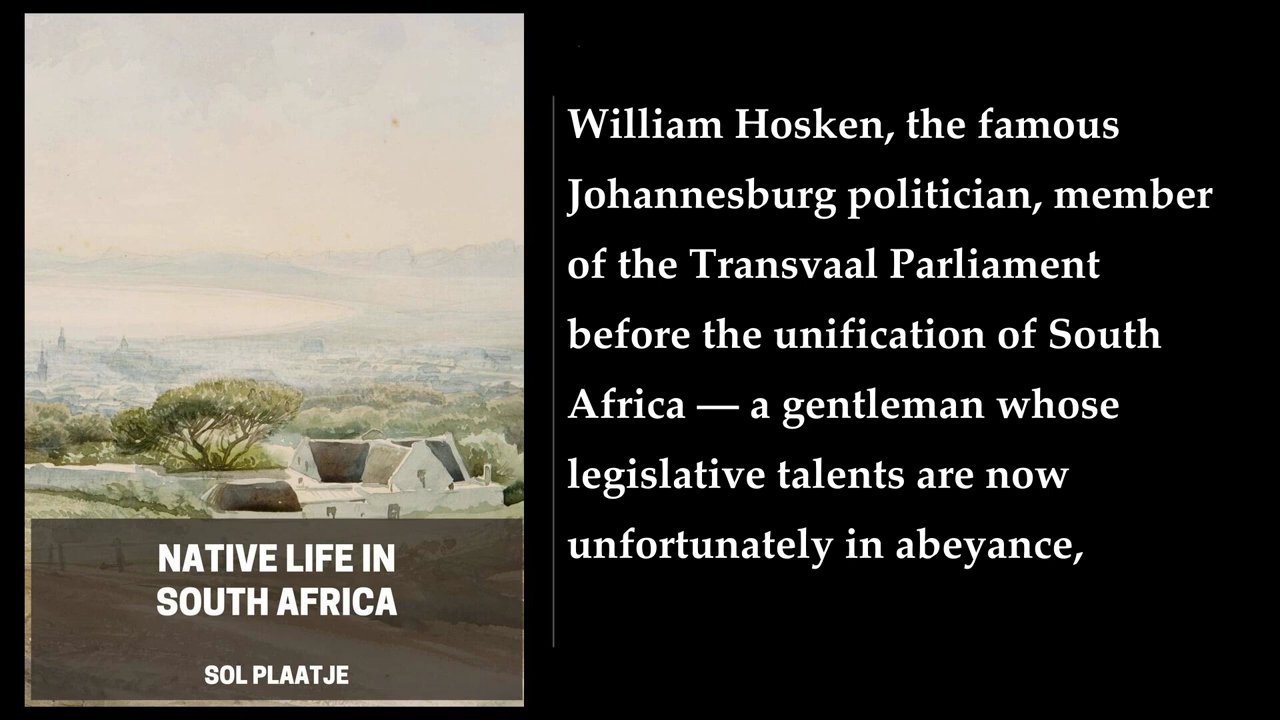 NATIVE LIFE IN
SOUTH AFRICA
SOL PLAATJE
William Hosken, the famous
Johannesburg politician, member
of the Transvaal Parliament
before the unification of South
Africa — a gentleman whose
legislative talents are now
unfortunately in abeyance,